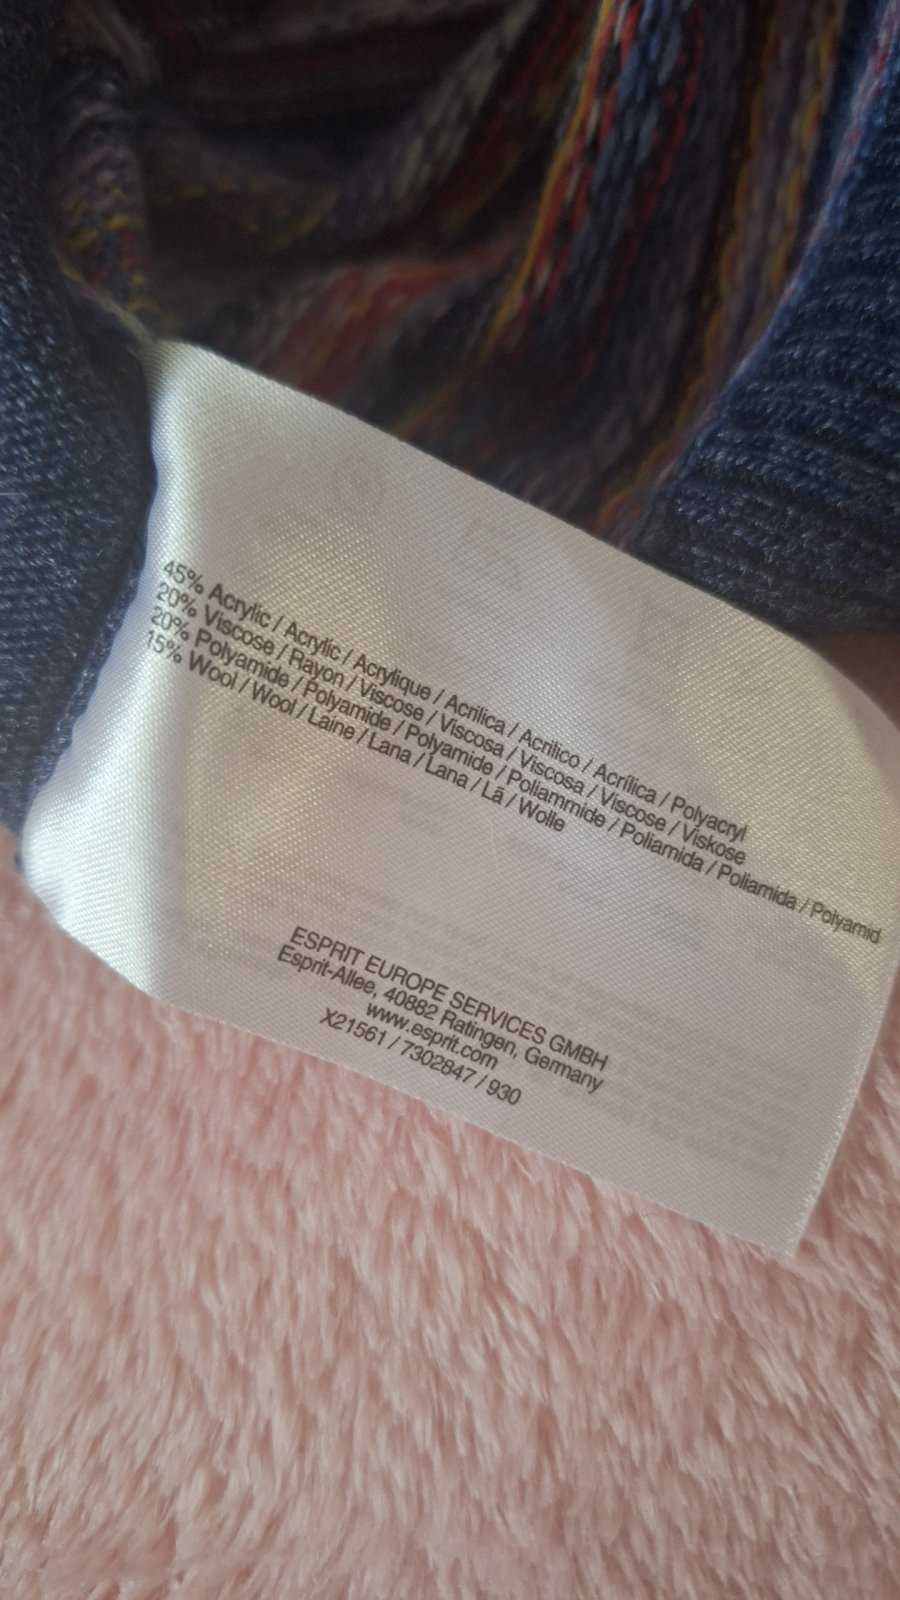 45% Acrylic / Acrylic / Acrylique / Acrilica / Acrilico / Acrílica / Polyacryl
20% Viscose / Rayon / Viscose / Viscosa / Viscosa / Viscose / Viskose
20% Polyamide / Polyamide / Polyamide / Poliammide / Poliamida / Poliamida / Polyamid
15% Wool / Wool / Laine / Lana / Lana / Lã / Wolle
ESPRIT EUROPE SERVICES GMBH
Esprit-Allee, 40882 Ratingen, Germany
www.esprit.com
X21561 / 7302847 / 930